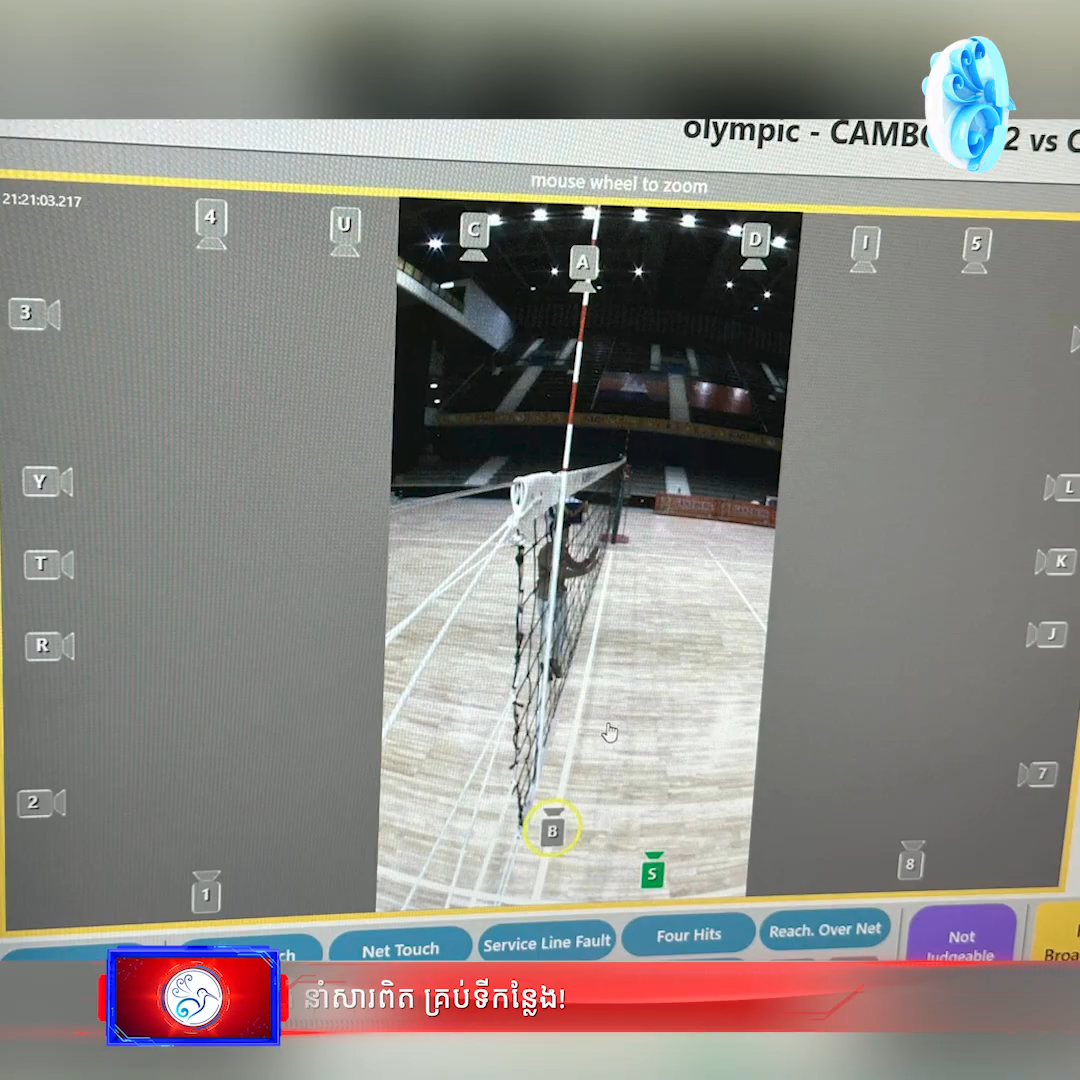 olympic - CAMBO 2 vs C
mouse wheel to zoom
21:21:03.217
4
U
C
A
D
I
5
3
Y
L
T
K
R
J
7
2
B
8
S
1
Net Touch
Service Line Fault
Four Hits
Reach. Over Net
Not
Judgeable
នាំសារពិត គ្រប់ទីកន្លែង!